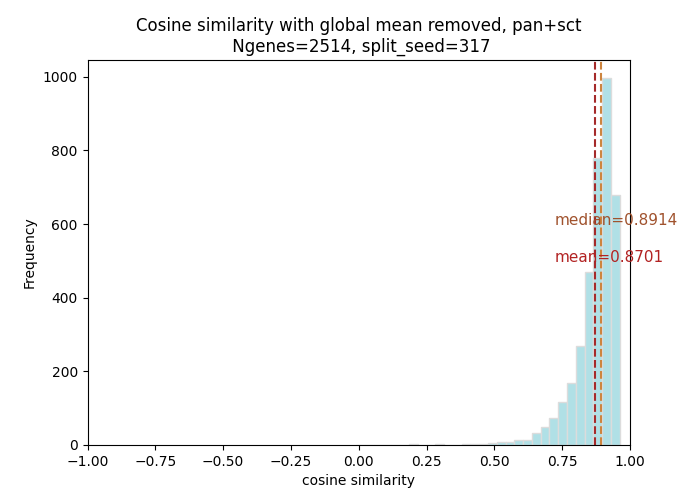 Cosine similarity with global mean removed, pan+sct
Ngenes=2514, split_seed=317
1000
800
600
400
200
0
Frequency
median=0.8914
mean=0.8701
−1.00
−0.75
−0.50
−0.25
0.00
0.25
0.50
0.75
1.00
cosine similarity